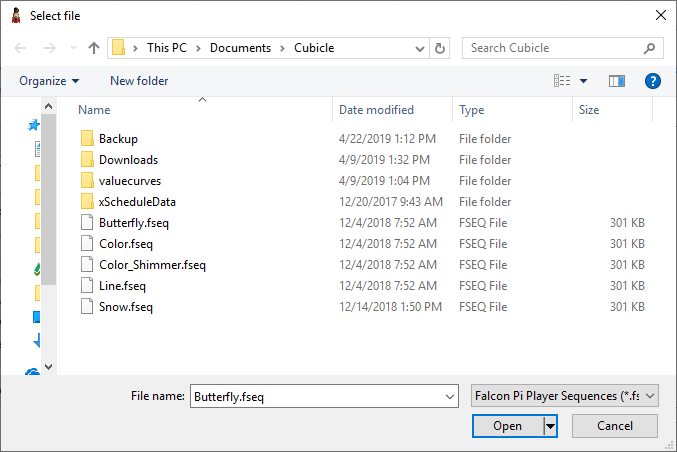 Select file
This PC > Documents > Cubicle
Search Cubicle
Organize
New folder
?
Name Date modified Type Size
Backup 4/22/2019 1:12 PM File folder
Downloads 4/9/2019 1:32 PM File folder
valuecurves 4/9/2019 1:04 PM File folder
xScheduleData 12/20/2017 9:43 AM File folder
Butterfly.fseq 12/4/2018 7:52 AM FSEQ File 301 KB
Color.fseq 12/4/2018 7:52 AM FSEQ File 301 KB
Color_Shimmer.fseq 12/4/2018 7:52 AM FSEQ File 301 KB
Line.fseq 12/4/2018 7:52 AM FSEQ File 301 KB
Snow.fseq 12/14/2018 1:50 PM FSEQ File 301 KB
File name: Butterfly.fseq
Falcon Pi Player Sequences (*.fs
Open
Cancel